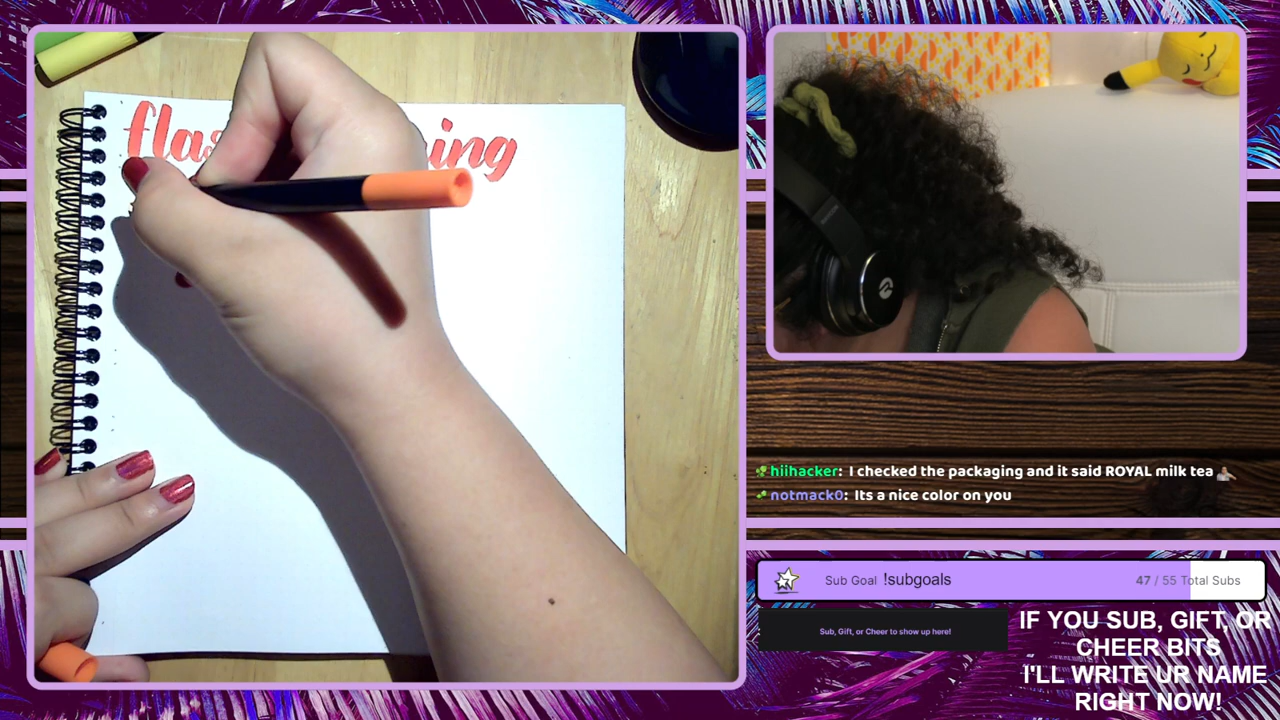 hiihacker: I checked the packaging and it said ROYAL milk tea
notmack0: Its a nice color on you
Sub Goal !subgoals 47 / 55 Total Subs
Sub, Gift, or Cheer to show up here!
IF YOU SUB, GIFT, OR
CHEER BITS
I'LL WRITE UR NAME
RIGHT NOW!